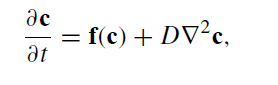 ∂𝐜/∂t = 𝐟(𝐜) + D∇²𝐜,